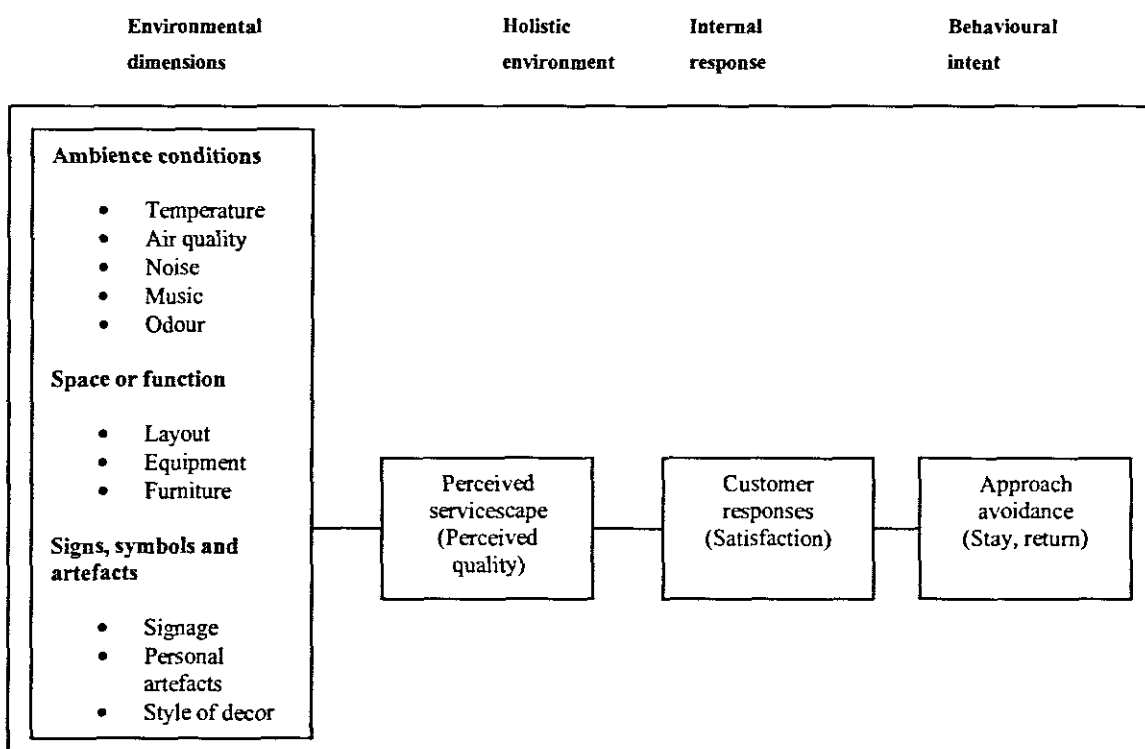 Environmental
dimensions
Holistic
environment
Internal
response
Behavioural
intent
Ambience conditions
• Temperature
• Air quality
• Noise
• Music
• Odour
Space or function
• Layout
• Equipment
• Furniture
Signs, symbols and
artefacts
• Signage
• Personal
artefacts
• Style of decor
Perceived
servicescape
(Perceived
quality)
Customer
responses
(Satisfaction)
Approach
avoidance
(Stay, return)